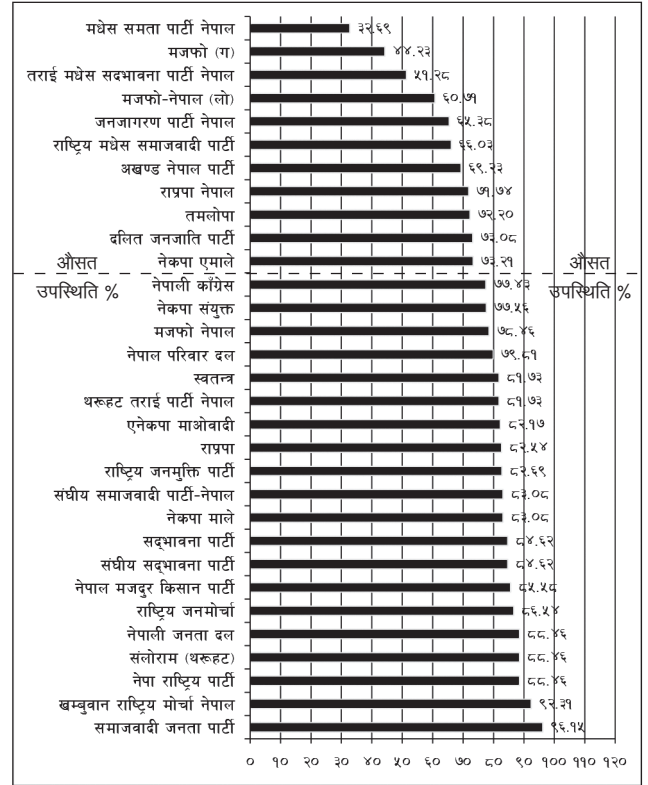 मधेस समता पार्टी नेपाल ३२.६९
मजफो (ग) ४४.२३
तराई मधेस सदभावना पार्टी नेपाल ५१.२८
मजफो-नेपाल (लो) ६०.७१
जनजागरण पार्टी नेपाल ६५.३८
राष्ट्रिय मधेस समाजवादी पार्टी ६६.०३
अखण्ड नेपाल पार्टी ६९.२३
राप्रपा नेपाल ७१.७४
तमलोपा ७२.२०
दलित जनजाति पार्टी ७३.०८
औसत नेकपा एमाले ७३.२१ औसत
उपस्थिति % नेपाली काँग्रेस ७७.४३ उपस्थिति %
नेकपा संयुक्त ७७.५६
मजफो नेपाल ७८.४६
नेपाल परिवार दल ७९.८१
स्वतन्त्र ८१.७३
थरूहट तराई पार्टी नेपाल ८१.७३
एनेकपा माओवादी ८२.१७
राप्रपा ८२.५४
राष्ट्रिय जनमुक्ति पार्टी ८२.६९
संघीय समाजवादी पार्टी-नेपाल ८३.०८
नेकपा माले ८३.०८
सद्भावना पार्टी ८४.६२
संघीय सद्भावना पार्टी ८४.६२
नेपाल मजदुर किसान पार्टी ८५.५८
राष्ट्रिय जनमोर्चा ८६.५४
नेपाली जनता दल ८८.४६
संलोराम (थरूहट) ८८.४६
नेपा राष्ट्रिय पार्टी ८८.४६
खम्बुवान राष्ट्रिय मोर्चा नेपाल ९२.३१
समाजवादी जनता पार्टी ९६.१५
० १० २० ३० ४० ५० ६० ७० ८० ९० १०० ११० १२०